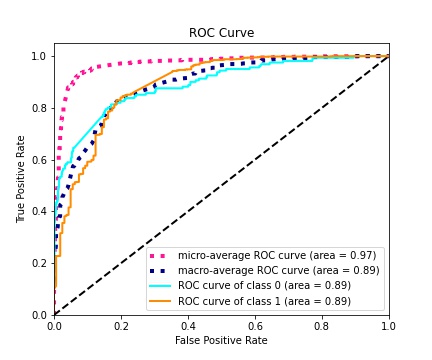 ROC Curve
1.0
0.8
0.6
0.4
0.2
0.0
True Positive Rate
micro-average ROC curve (area = 0.97)
macro-average ROC curve (area = 0.89)
ROC curve of class 0 (area = 0.89)
ROC curve of class 1 (area = 0.89)
0.0 0.2 0.4 0.6 0.8 1.0
False Positive Rate